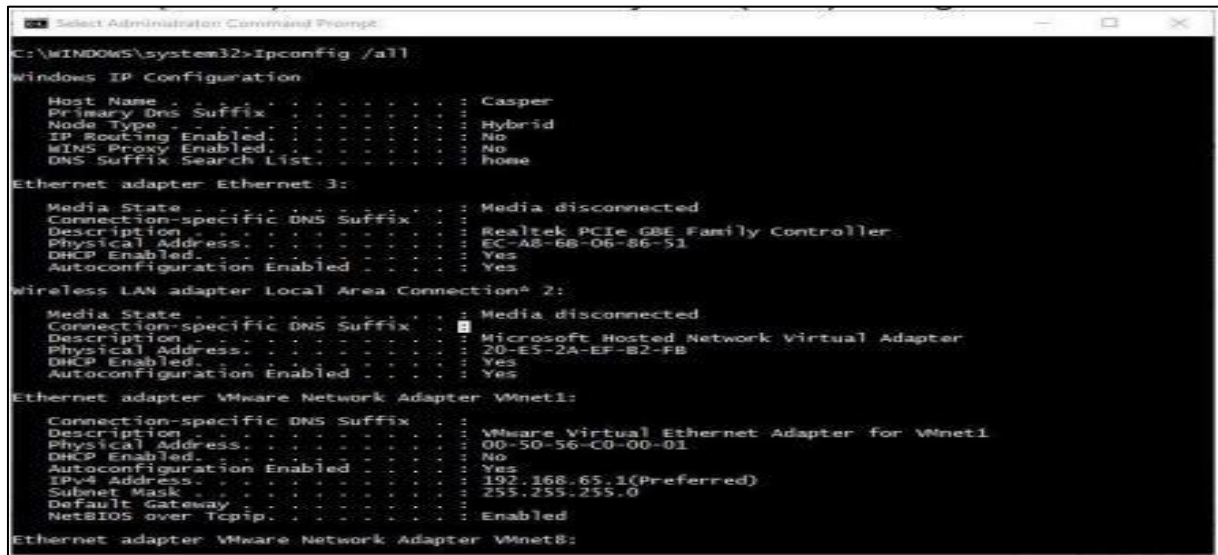 Select Administrator Command Prompt
C:\WINDOWS\system32>Ipconfig /all
Windows IP Configuration
Host Name . . . . . . . . . . . . : Casper
Primary Dns Suffix . . . . . . . :
Node Type . . . . . . . . . . . . : Hybrid
IP Routing Enabled. . . . . . . . : No
WINS Proxy Enabled. . . . . . . . : No
DNS Suffix Search List. . . . . . : home
Ethernet adapter Ethernet 3:
Media State . . . . . . . . . . . : Media disconnected
Connection-specific DNS Suffix . :
Description . . . . . . . . . . . : Realtek PCIe GBE Family Controller
Physical Address. . . . . . . . . : EC-A8-6B-06-86-51
DHCP Enabled. . . . . . . . . . . : Yes
Autoconfiguration Enabled . . . . : Yes
Wireless LAN adapter Local Area Connection* 2:
Media State . . . . . . . . . . . : Media disconnected
Connection-specific DNS Suffix . :
Description . . . . . . . . . . . : Microsoft Hosted Network Virtual Adapter
Physical Address. . . . . . . . . : 20-E5-2A-EF-B2-FB
DHCP Enabled. . . . . . . . . . . : Yes
Autoconfiguration Enabled . . . . : Yes
Ethernet adapter VMware Network Adapter VMnet1:
Connection-specific DNS Suffix . :
Description . . . . . . . . . . . : VMware Virtual Ethernet Adapter for VMnet1
Physical Address. . . . . . . . . : 00-50-56-C0-00-01
DHCP Enabled. . . . . . . . . . . : No
Autoconfiguration Enabled . . . . : Yes
IPv4 Address. . . . . . . . . . . : 192.168.65.1(Preferred)
Subnet Mask . . . . . . . . . . . : 255.255.255.0
Default Gateway . . . . . . . . . :
NetBIOS over Tcpip. . . . . . . . : Enabled
Ethernet adapter VMware Network Adapter VMnet8: